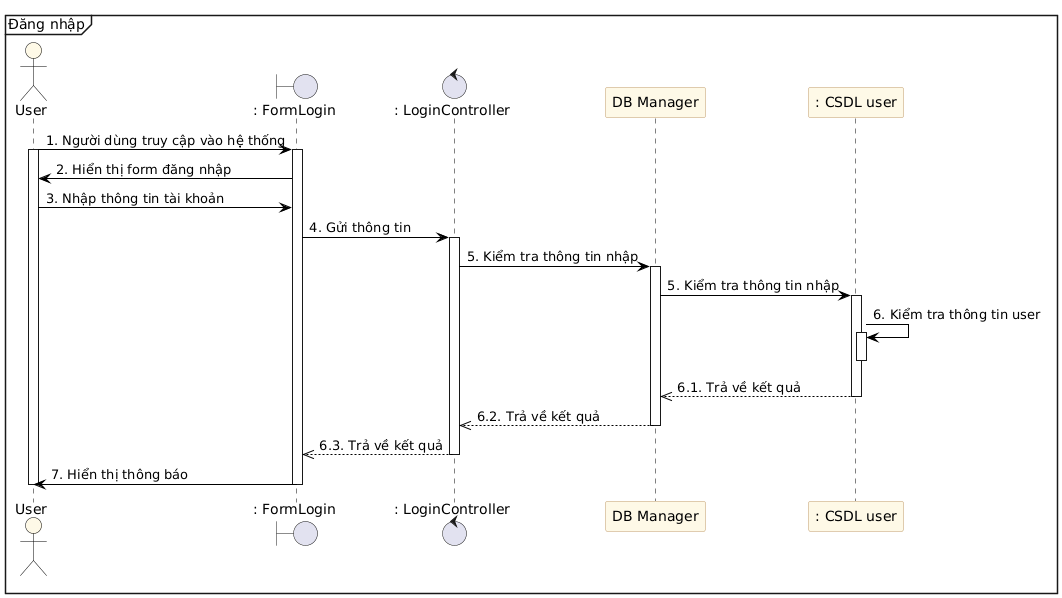 Đăng nhập
User
: FormLogin
: LoginController
DB Manager
: CSDL user
1. Người dùng truy cập vào hệ thống
2. Hiển thị form đăng nhập
3. Nhập thông tin tài khoản
4. Gửi thông tin
5. Kiểm tra thông tin nhập
5. Kiểm tra thông tin nhập
6. Kiểm tra thông tin user
6.1. Trả về kết quả
6.2. Trả về kết quả
6.3. Trả về kết quả
7. Hiển thị thông báo
User
: FormLogin
: LoginController
DB Manager
: CSDL user